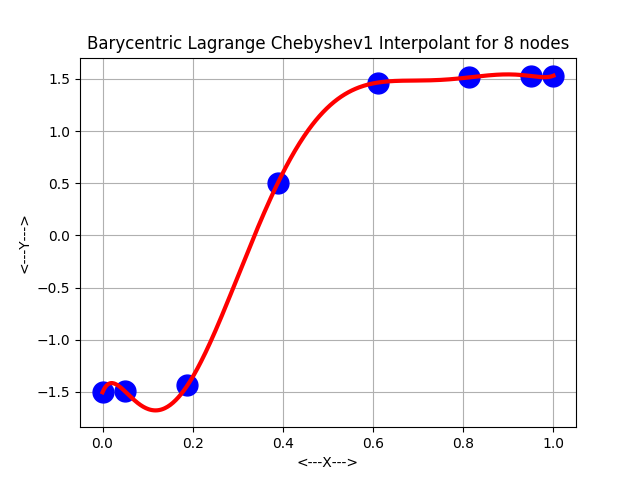 Barycentric Lagrange Chebyshev1 Interpolant for 8 nodes
1.5
1.0
0.5
0.0
−0.5
−1.0
−1.5
<---Y--->
0.0 0.2 0.4 0.6 0.8 1.0
<---X--->